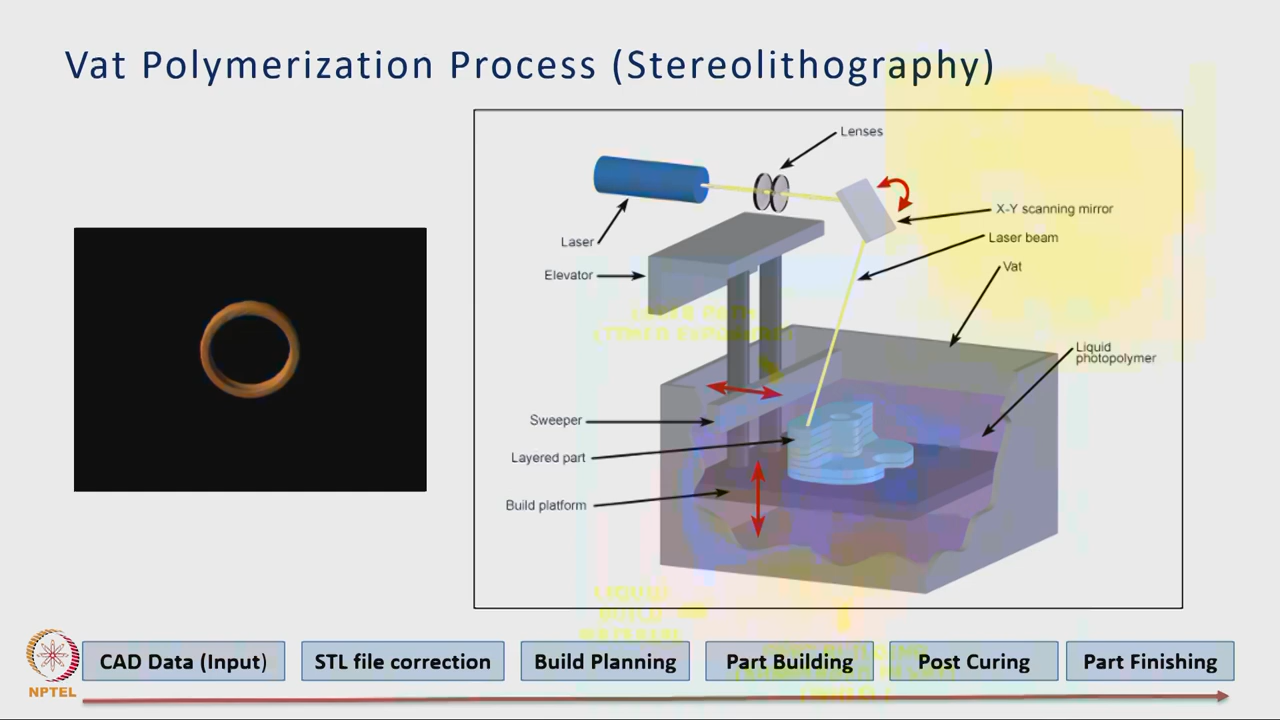 Vat Polymerization Process (Stereolithography)
Lenses
X-Y scanning mirror
Laser
Laser beam
Elevator
Vat
Liquid
photopolymer
Sweeper
Layered part
Build platform
LIQUID
CAD Data (Input)
STL file correction
Build Planning
Part Building
Post Curing
Part Finishing
NPTEL